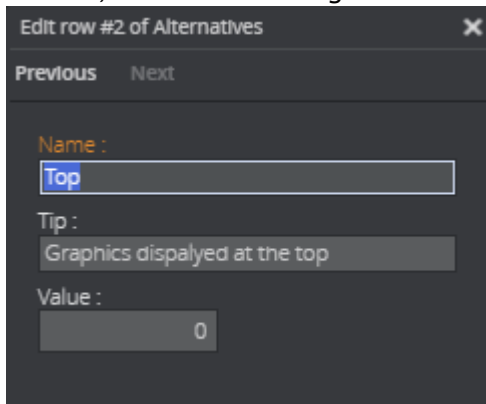 Edit row #2 of Alternatives
Previous Next
Name :
Top
Tip :
Graphics dispalyed at the top
Value :
0